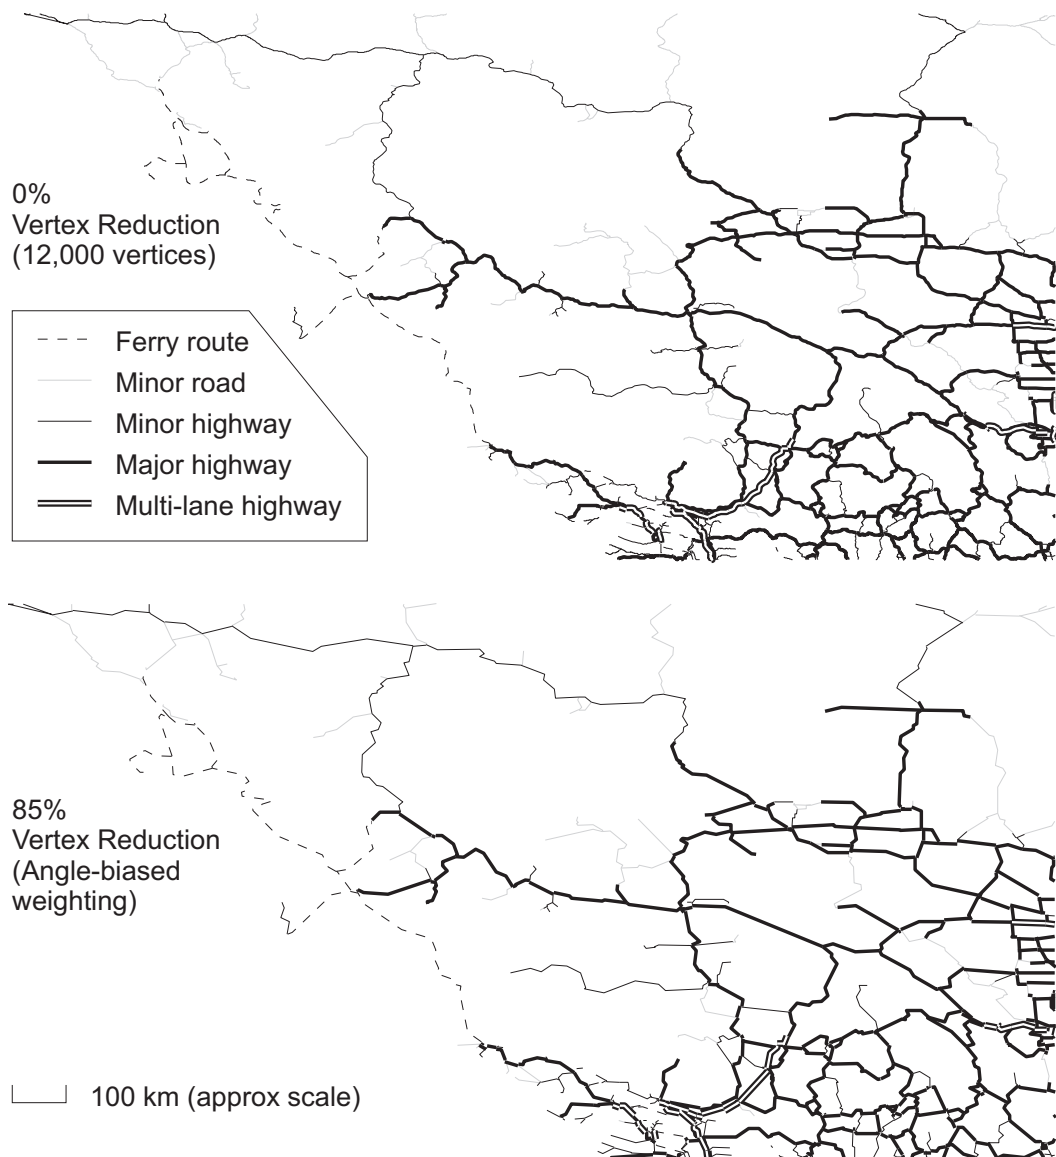 0%
Vertex Reduction
(12,000 vertices)
Ferry route
Minor road
Minor highway
Major highway
Multi-lane highway
85%
Vertex Reduction
(Angle-biased
weighting)
100 km (approx scale)